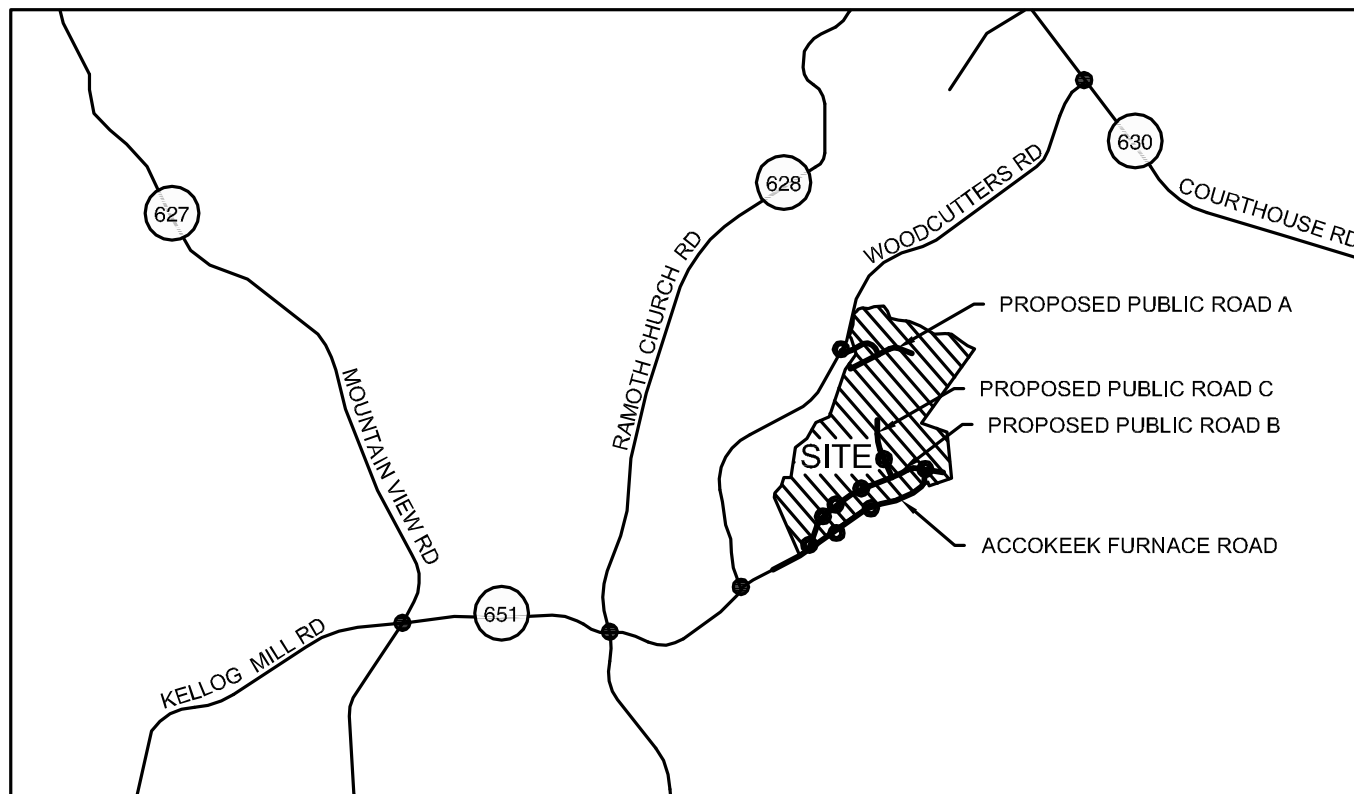 630
628
627
WOODCUTTERS RD
COURTHOUSE RD
RAMOTH CHURCH RD
PROPOSED PUBLIC ROAD A
PROPOSED PUBLIC ROAD C
PROPOSED PUBLIC ROAD B
MOUNTAIN VIEW RD
SITE
ACCOKEEK FURNACE ROAD
651
KELLOG MILL RD